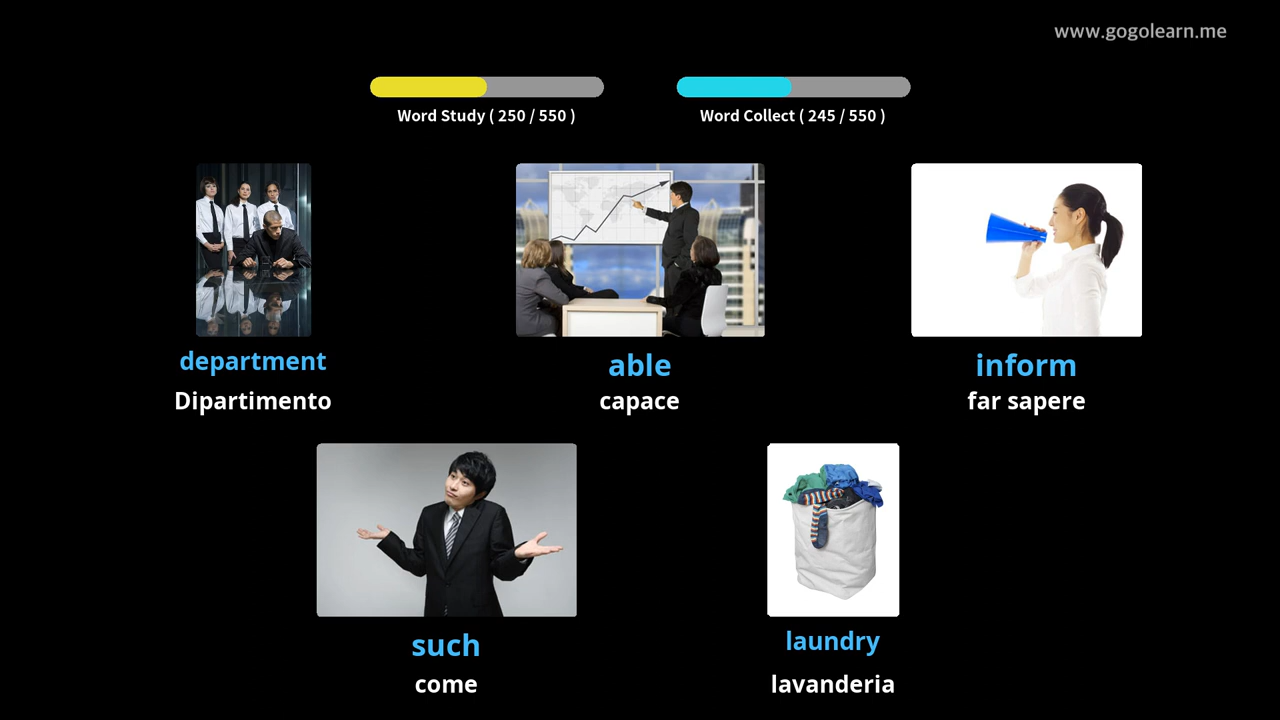 www.gogolearn.me
Word Study ( 250 / 550 )
Word Collect ( 245 / 550 )
department
Dipartimento
able
capace
inform
far sapere
such
come
laundry
lavanderia